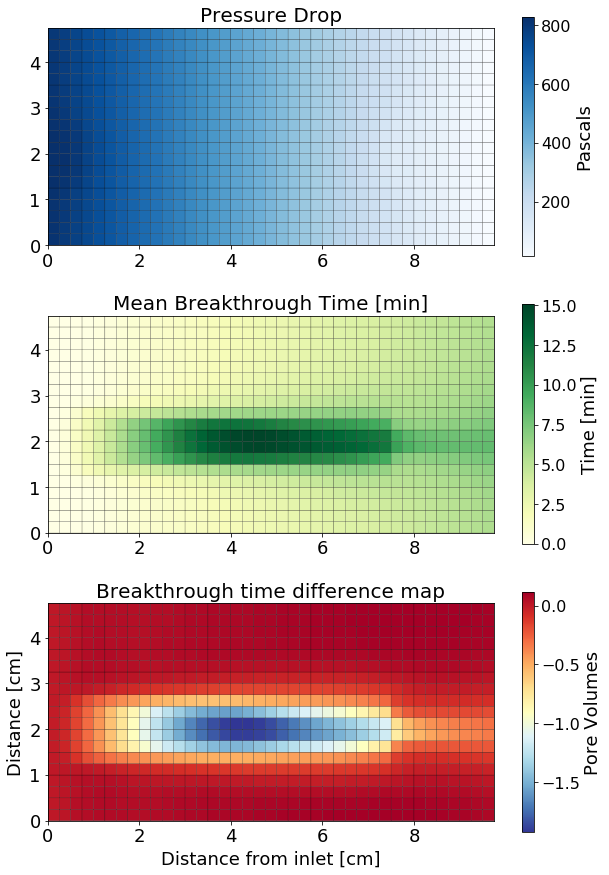 Pressure Drop
4
3
2
1
0
0 2 4 6 8
800
600
400
200
Pascals
Mean Breakthrough Time [min]
4
3
2
1
0
0 2 4 6 8
15.0
12.5
10.0
7.5
5.0
2.5
0.0
Time [min]
Breakthrough time difference map
Distance [cm]
4
3
2
1
0
0 2 4 6 8
Distance from inlet [cm]
0.0
−0.5
−1.0
−1.5
Pore Volumes